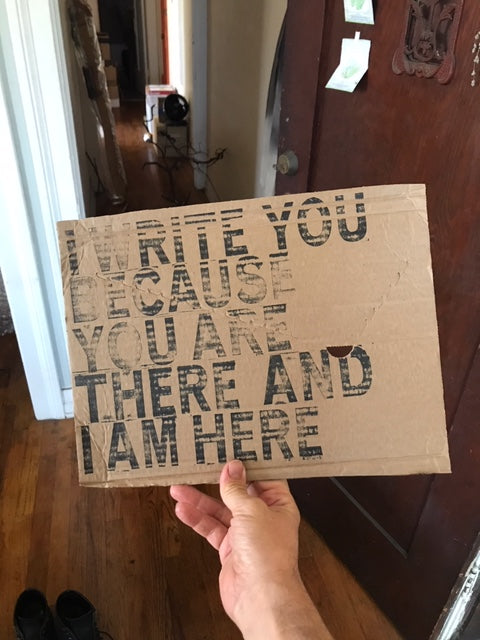 I WRITE YOU
BECAUSE
YOU ARE
THERE AND
I AM HERE